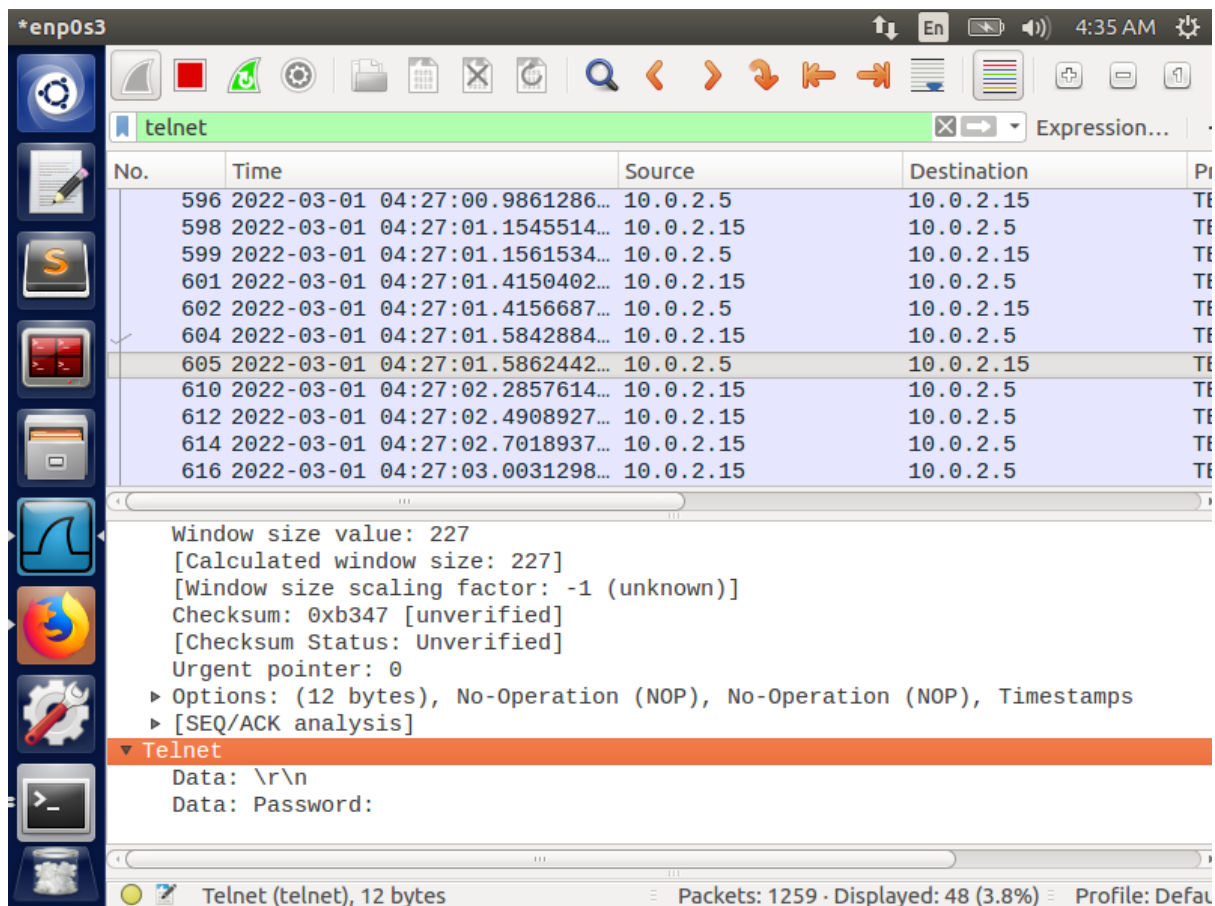 *enp0s3 En 4:35 AM
telnet Expression…
No. Time Source Destination Pr
596 2022-03-01 04:27:00.9861286… 10.0.2.5 10.0.2.15 TE
598 2022-03-01 04:27:01.1545514… 10.0.2.15 10.0.2.5 TE
599 2022-03-01 04:27:01.1561534… 10.0.2.5 10.0.2.15 TE
601 2022-03-01 04:27:01.4150402… 10.0.2.15 10.0.2.5 TE
602 2022-03-01 04:27:01.4156687… 10.0.2.5 10.0.2.15 TE
604 2022-03-01 04:27:01.5842884… 10.0.2.15 10.0.2.5 TE
605 2022-03-01 04:27:01.5862442… 10.0.2.5 10.0.2.15 TE
610 2022-03-01 04:27:02.2857614… 10.0.2.15 10.0.2.5 TE
612 2022-03-01 04:27:02.4908927… 10.0.2.15 10.0.2.5 TE
614 2022-03-01 04:27:02.7018937… 10.0.2.15 10.0.2.5 TE
616 2022-03-01 04:27:03.0031298… 10.0.2.15 10.0.2.5 TE
Window size value: 227
[Calculated window size: 227]
[Window size scaling factor: -1 (unknown)]
Checksum: 0xb347 [unverified]
[Checksum Status: Unverified]
Urgent pointer: 0
Options: (12 bytes), No-Operation (NOP), No-Operation (NOP), Timestamps
[SEQ/ACK analysis]
Telnet
Data: \r\n
Data: Password:
Telnet (telnet), 12 bytes Packets: 1259 · Displayed: 48 (3.8%) Profile: Defau